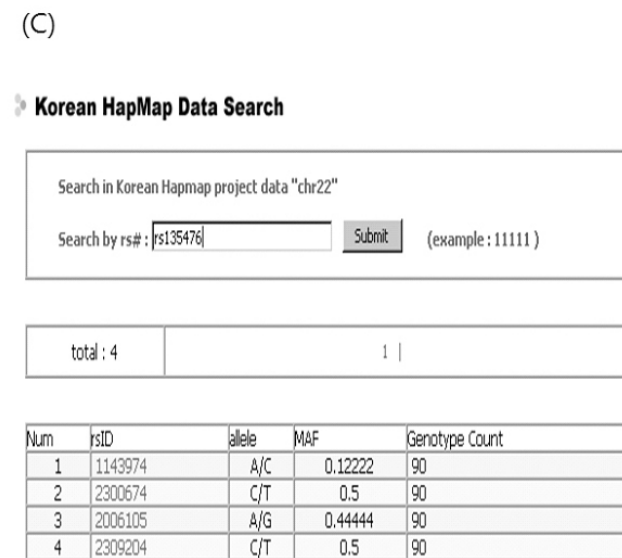 (C)
Korean HapMap Data Search
Search in Korean Hapmap project data "chr22"
Search by rs# : rs135476 Submit (example : 11111 )
total : 4 1 |
Num rsID allele MAF Genotype Count
1 1143974 A/C 0.12222 90
2 2300674 C/T 0.5 90
3 2006105 A/G 0.44444 90
4 2309204 C/T 0.5 90